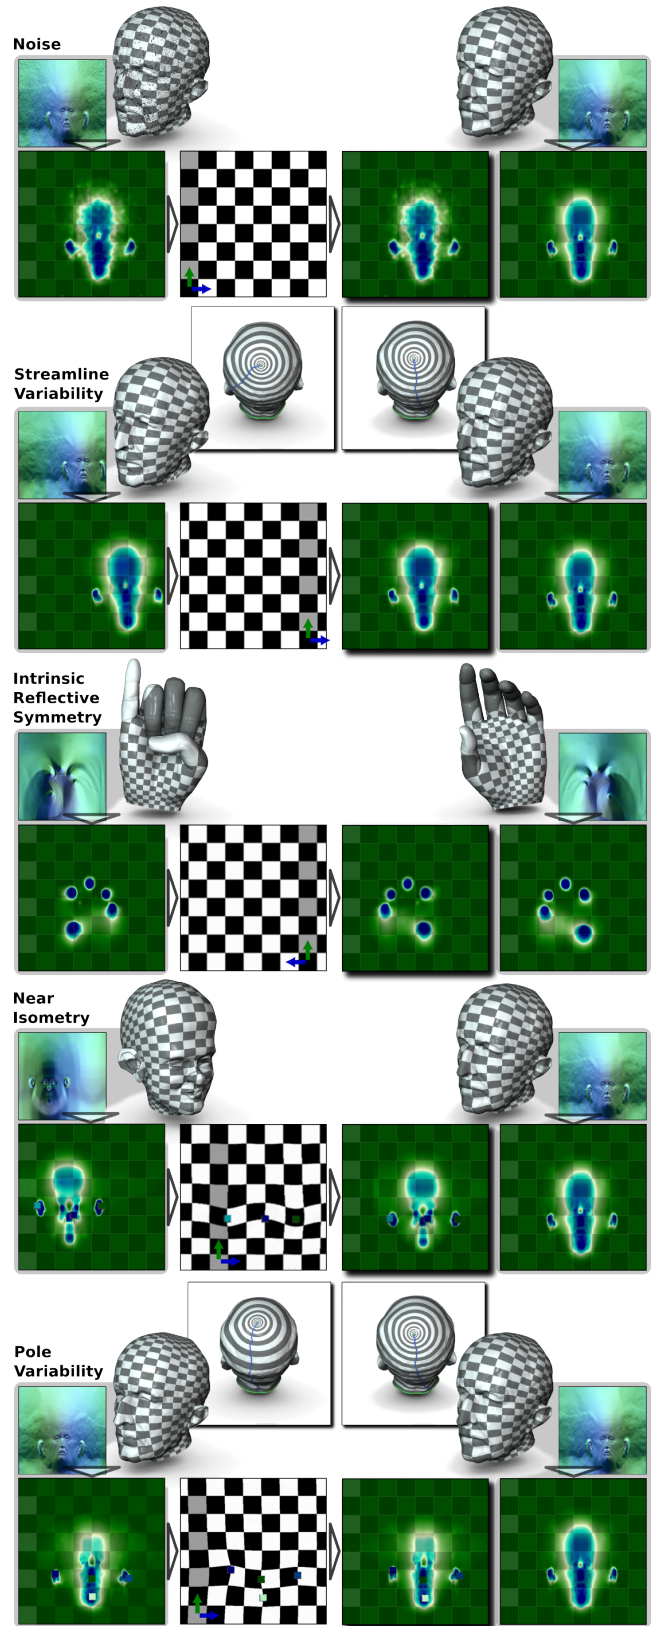 Noise
Streamline
Variability
Intrinsic
Reflective
Symmetry
Near
Isometry
Pole
Variability